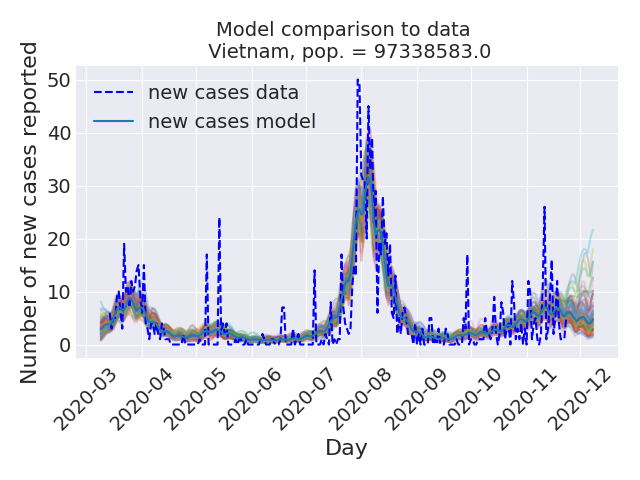 Model comparison to data
Vietnam, pop. = 97338583.0
Number of new cases reported
50
40
30
20
10
0
new cases data
new cases model
2020-03
2020-04
2020-05
2020-06
2020-07
2020-08
2020-09
2020-10
2020-11
2020-12
Day